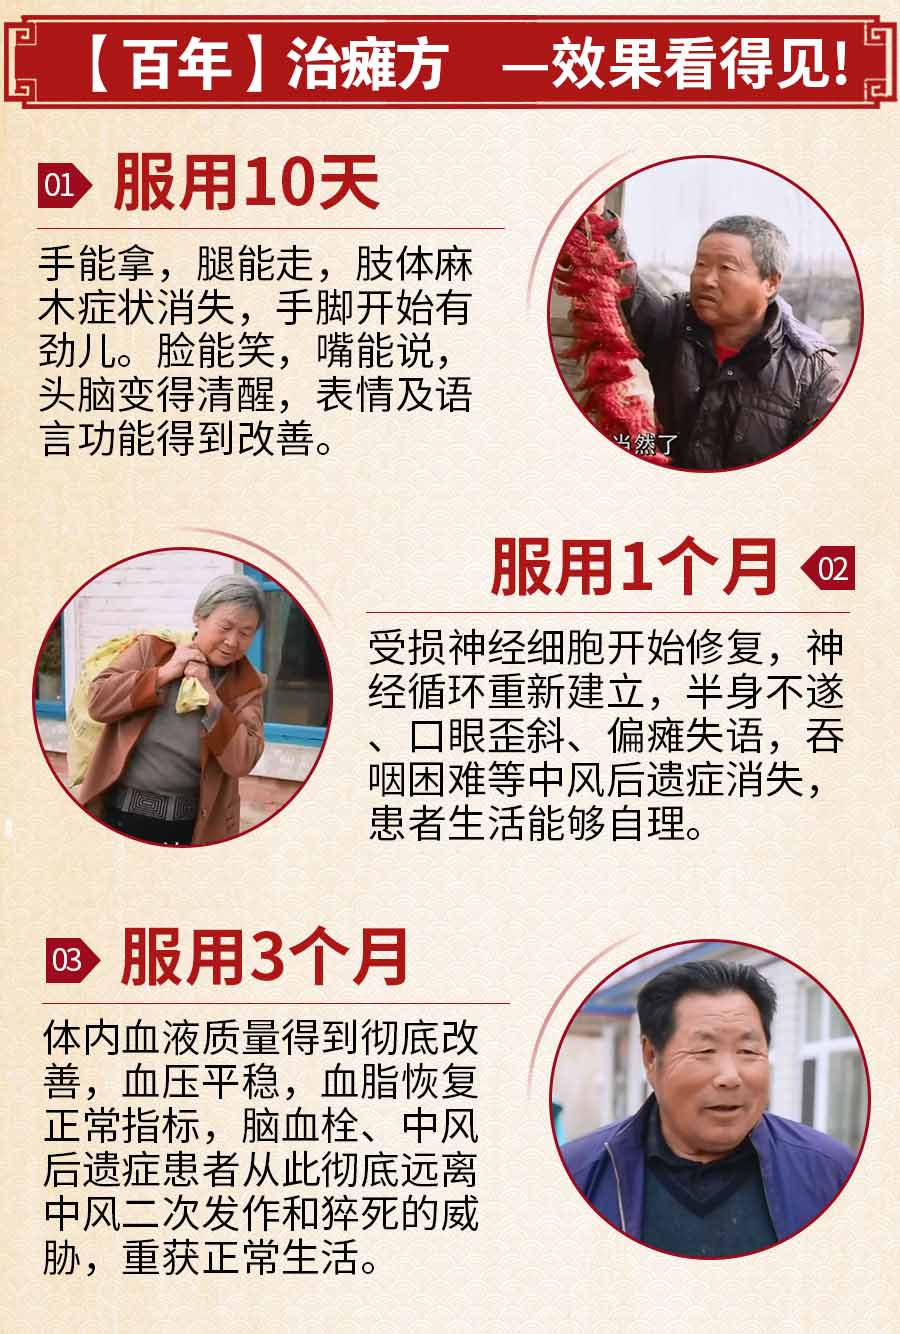 【百年】治瘫方 —效果看得见!
01 服用10天
手能拿，腿能走，肢体麻
木症状消失，手脚开始有
劲儿。脸能笑，嘴能说，
头脑变得清醒，表情及语
言功能得到改善。
当然了
服用1个月 02
受损神经细胞开始修复，神
经循环重新建立，半身不遂
、口眼歪斜、偏瘫失语，吞
咽困难等中风后遗症消失，
患者生活能够自理。
03 服用3个月
体内血液质量得到彻底改
善，血压平稳，血脂恢复
正常指标，脑血栓、中风
后遗症患者从此彻底远离
中风二次发作和猝死的威
胁，重获正常生活。